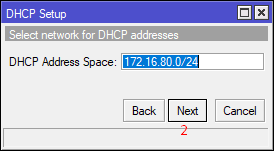 DHCP Setup
Select network for DHCP addresses
DHCP Address Space: 172.16.80.0/24
Back Next Cancel
2